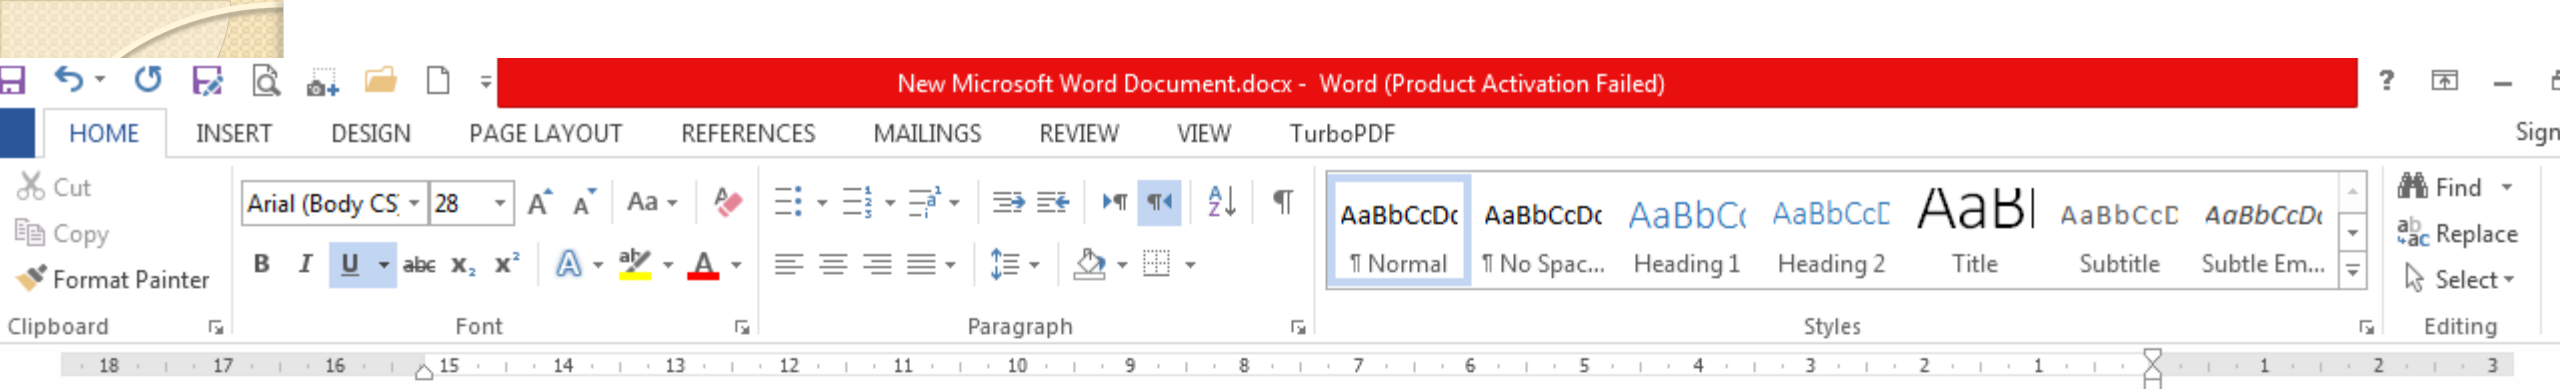 New Microsoft Word Document.docx - Word (Product Activation Failed) ?
HOME INSERT DESIGN PAGE LAYOUT REFERENCES MAILINGS REVIEW VIEW TurboPDF Sign
Cut
Copy
Format Painter
Clipboard
Arial (Body CS) 28 A A Aa
B I U abc x₂ x² A ab A
Font
A Z ¶
Paragraph
AaBbCcDc AaBbCcDc AaBbCc AaBbCcD AaBl AaBbCcD AaBbCcDc
¶ Normal ¶ No Spac... Heading 1 Heading 2 Title Subtitle Subtle Em...
Styles
Find
Replace
Select
Editing
18 17 16 15 14 13 12 11 10 9 8 7 6 5 4 3 2 1 1 2 3